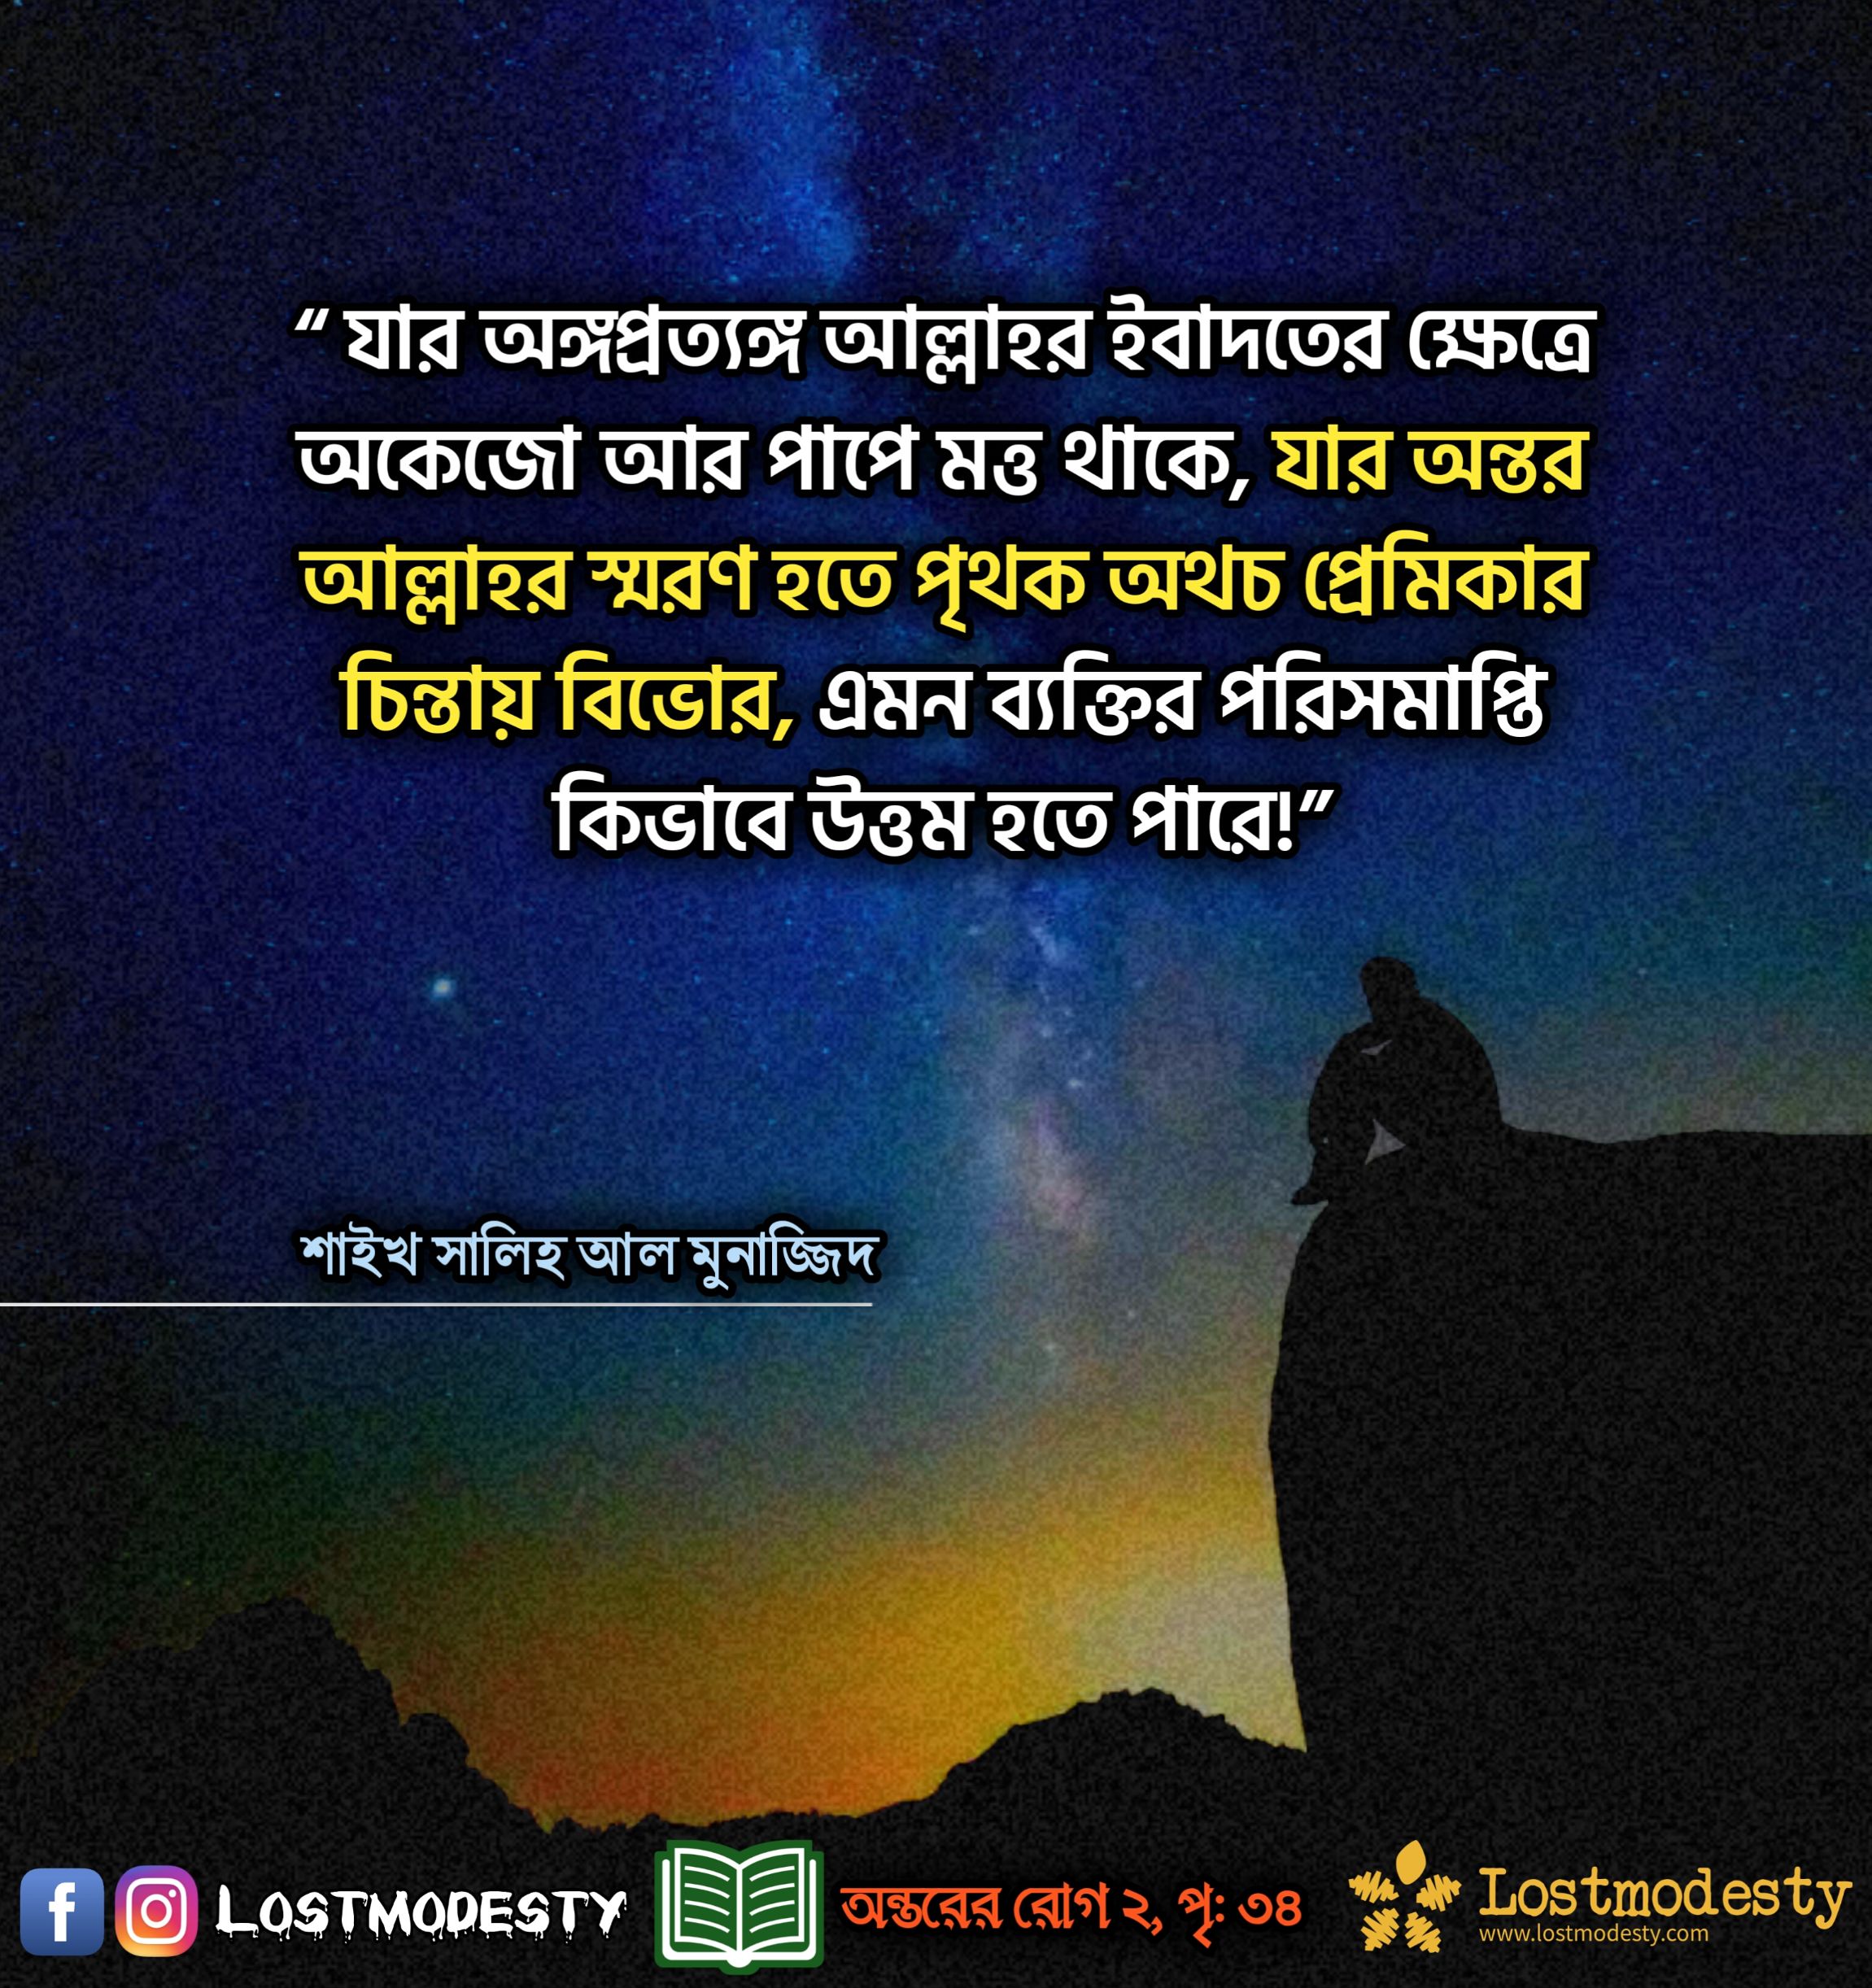 “ যার অঙ্গপ্রত্যঙ্গ আল্লাহর ইবাদতের ক্ষেত্রে
অকেজো আর পাপে মত্ত থাকে, যার অন্তর
আল্লাহর স্মরণ হতে পৃথক অথচ প্রেমিকার
চিন্তায় বিভোর, এমন ব্যক্তির পরিসমাপ্তি
কিভাবে উত্তম হতে পারে!”
শাইখ সালিহ আল মুনাজ্জিদ
LOSTMODESTY
অন্তরের রোগ ২, পৃ: ৩৪
Lostmodesty
www.lostmodesty.com